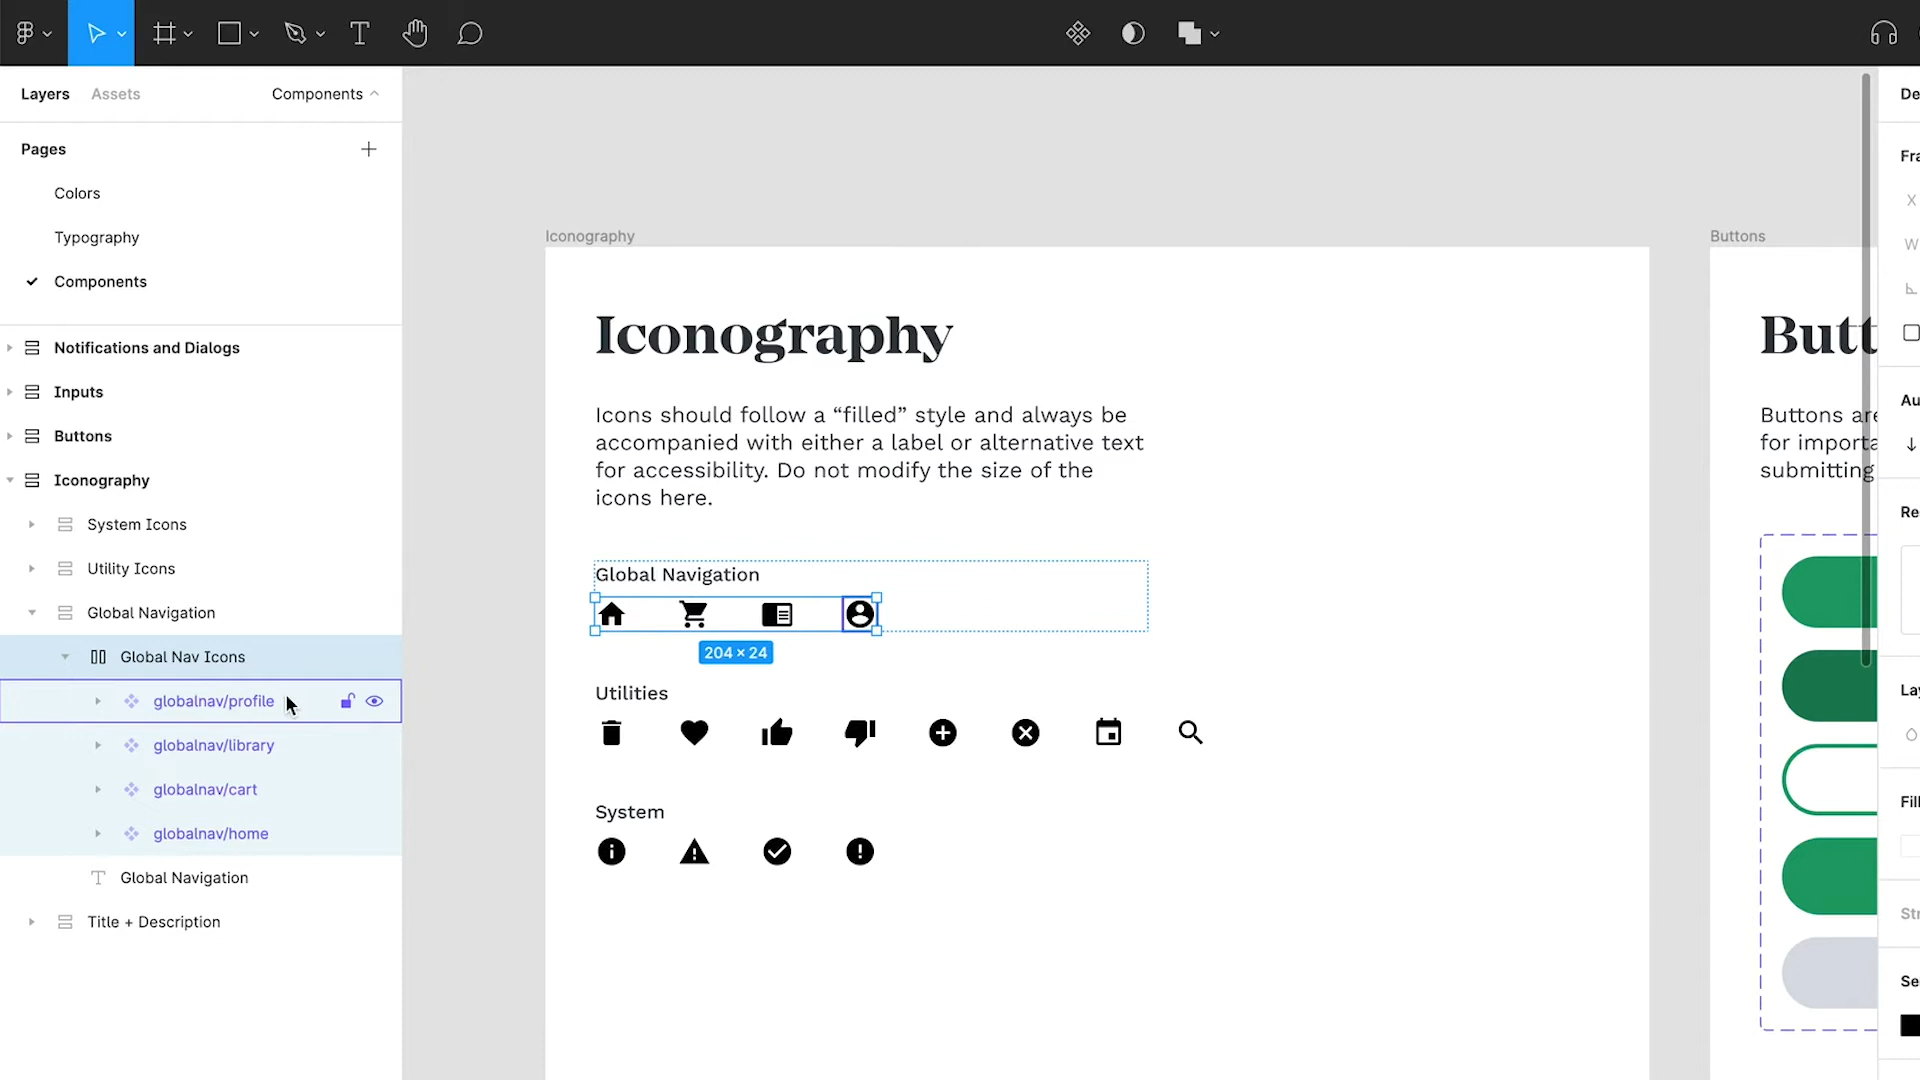 Layers
Assets
Components
Pages
Colors
Typography
Components
Notifications and Dialogs
Inputs
Buttons
Iconography
System Icons
Utility Icons
Global Navigation
Global Nav Icons
globalnav/profile
globalnav/library
globalnav/cart
globalnav/home
Global Navigation
Title + Description
Iconography
Iconography
Icons should follow a “filled” style and always be
accompanied with either a label or alternative text
for accessibility. Do not modify the size of the
icons here.
Global Navigation
204 × 24
Utilities
System
Buttons
Butt
Buttons are
for importa
submitting
De
Fra
X
W
Au
Re
Lay
Fill
Str
Se